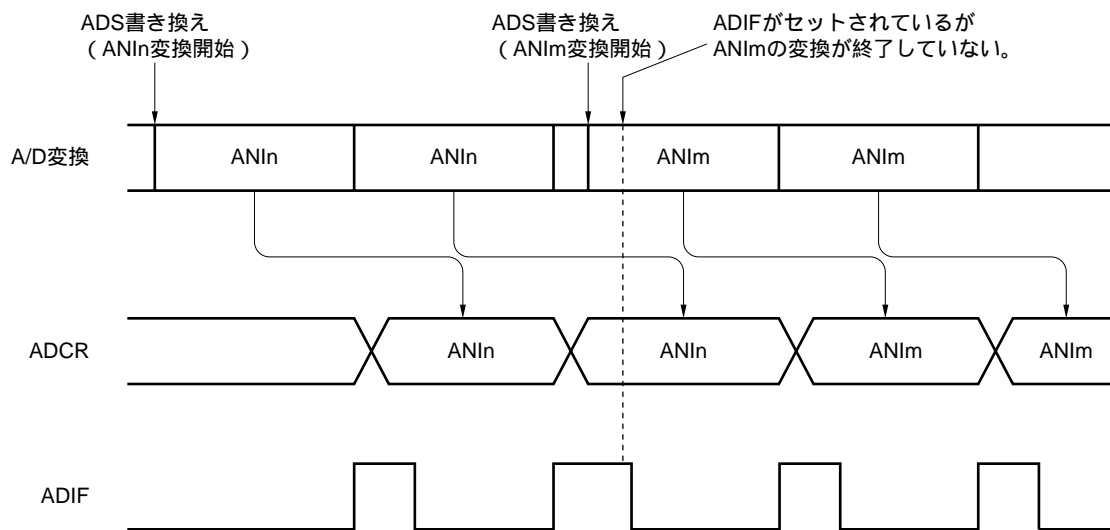 ADS書き換え
（ANIn変換開始）
ADS書き換え
（ANIm変換開始）
ADIFがセットされているが
ANImの変換が終了していない。
A/D変換
ANIn
ANIn
ANIm
ANIm
ADCR
ANIn
ANIn
ANIm
ANIm
ADIF